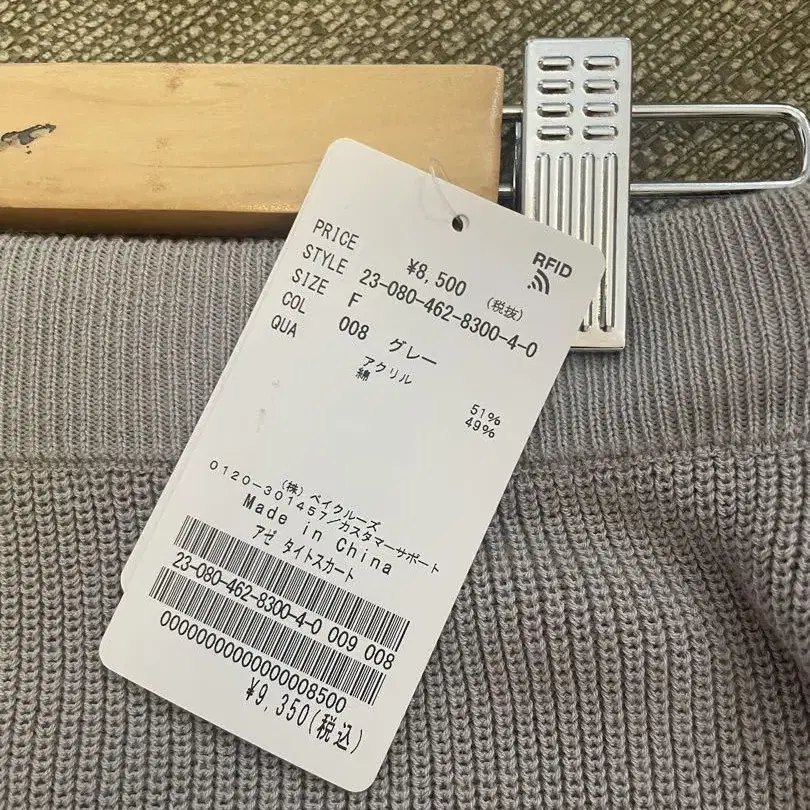 RFID
PRICE ¥8,500 (税抜)
STYLE 23-080-462-8300-4-0
SIZE F
COL 008 グレー
QUA アクリル 51%
綿 49%
(株)ベイクルーズ
0120-301457/カスタマーサポート
Made in China
アゼ タイトスカート
23-080-462-8300-4-0 009 008
00000000000000008500
¥9,350(税込)